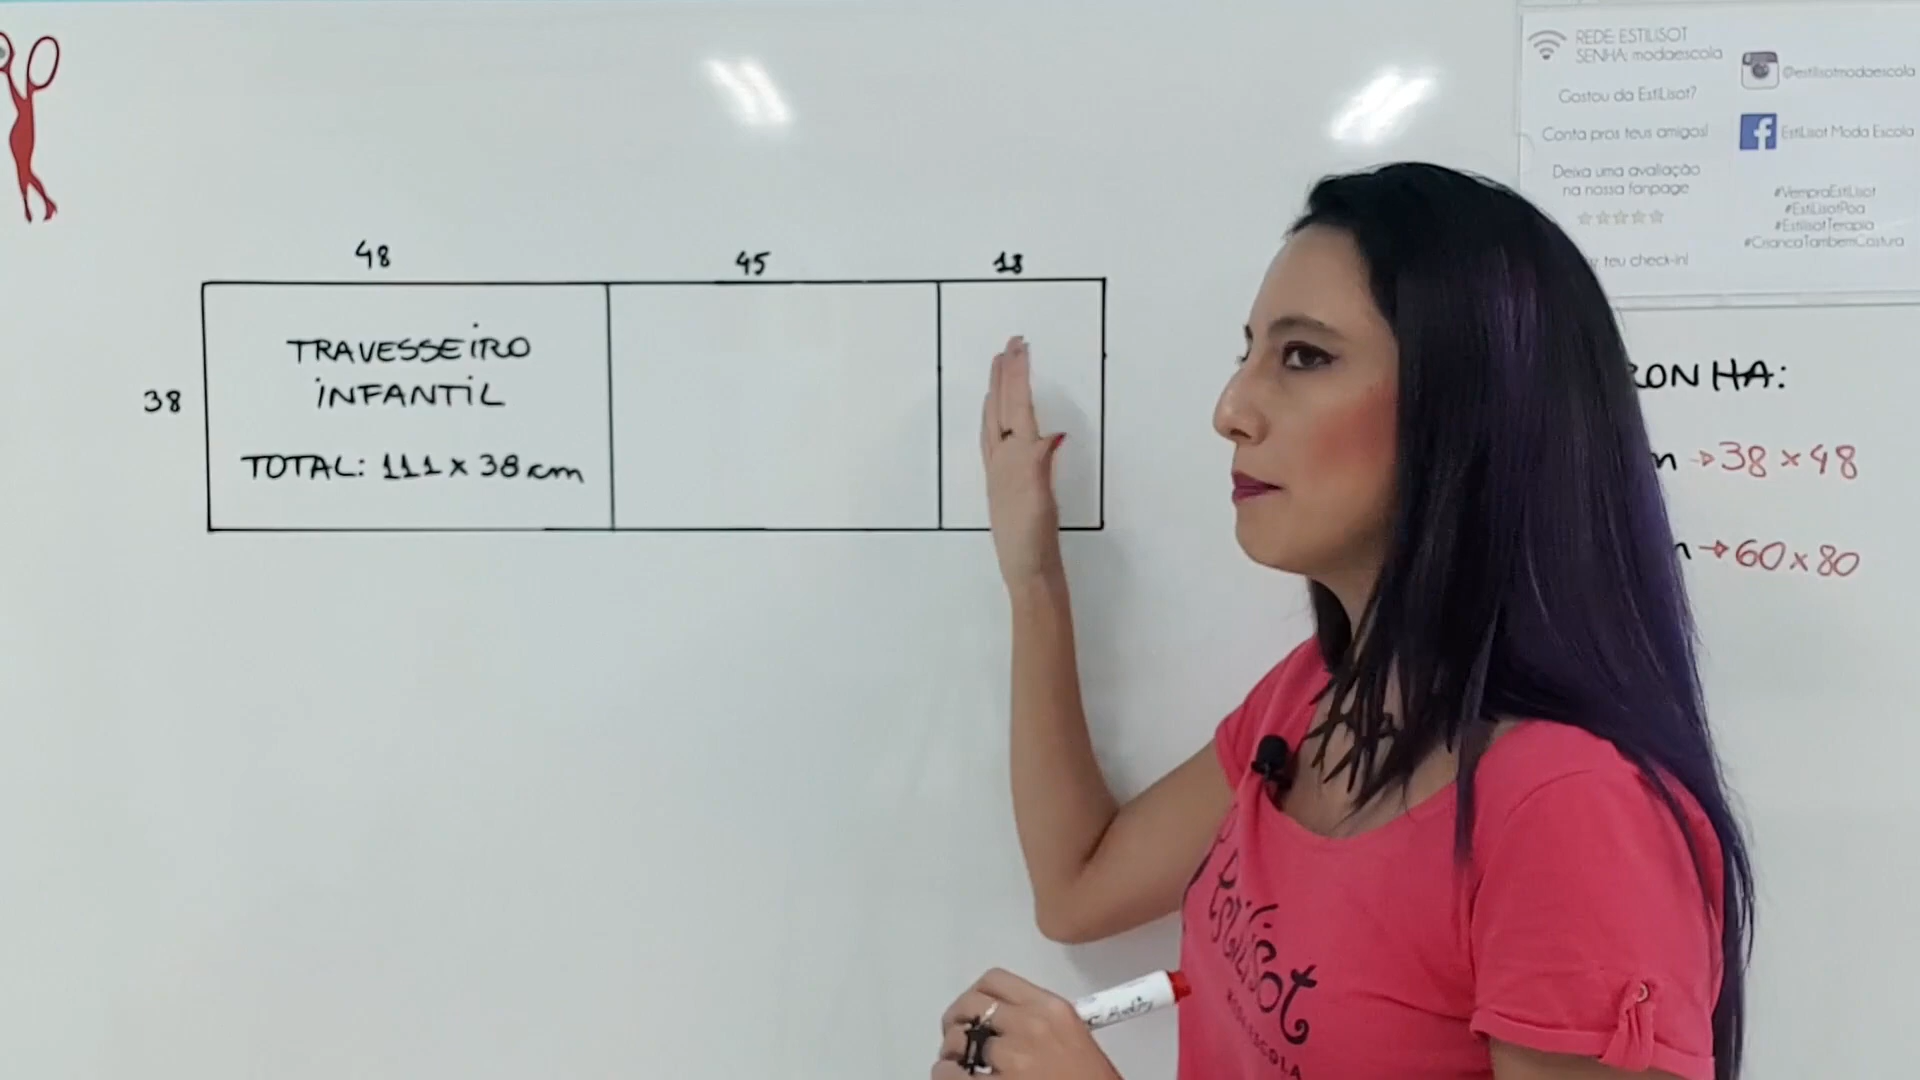 REDE: ESTILISOT
SENHA: modaescola
Gostou da EstiLisot?
Conta pros teus amigos!
Deixa uma avaliação
na nossa fanpage
teu check-in!
@estilisotmodaescola
EstiLisot Moda Escola
#VempraEstiLisot
#EstiLisotPoa
#EstilisotTerapia
#CriancaTambemCostura
48
45
18
38
TRAVESSEIRO
INFANTIL
TOTAL: 111 x 38 cm
RONHA:
m → 38 x 48
→ 60 x 80
EstiLisot